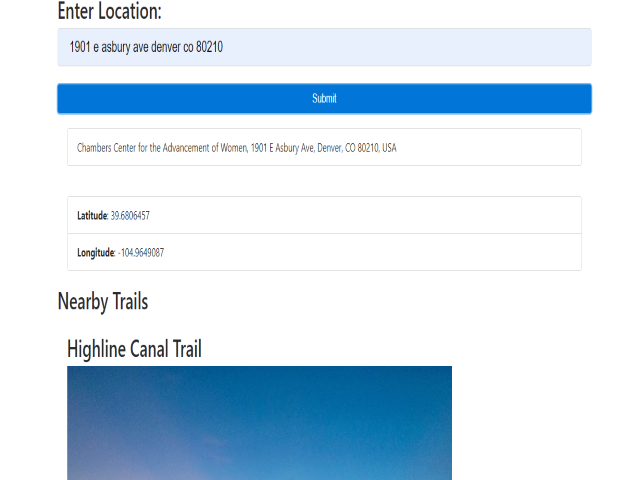 Enter Location:
1901 e asbury ave denver co 80210
Submit
Chambers Center for the Advancement of Women, 1901 E Asbury Ave, Denver, CO 80210, USA
Latitude: 39.6806457
Longitude: -104.9649087
Nearby Trails
Highline Canal Trail